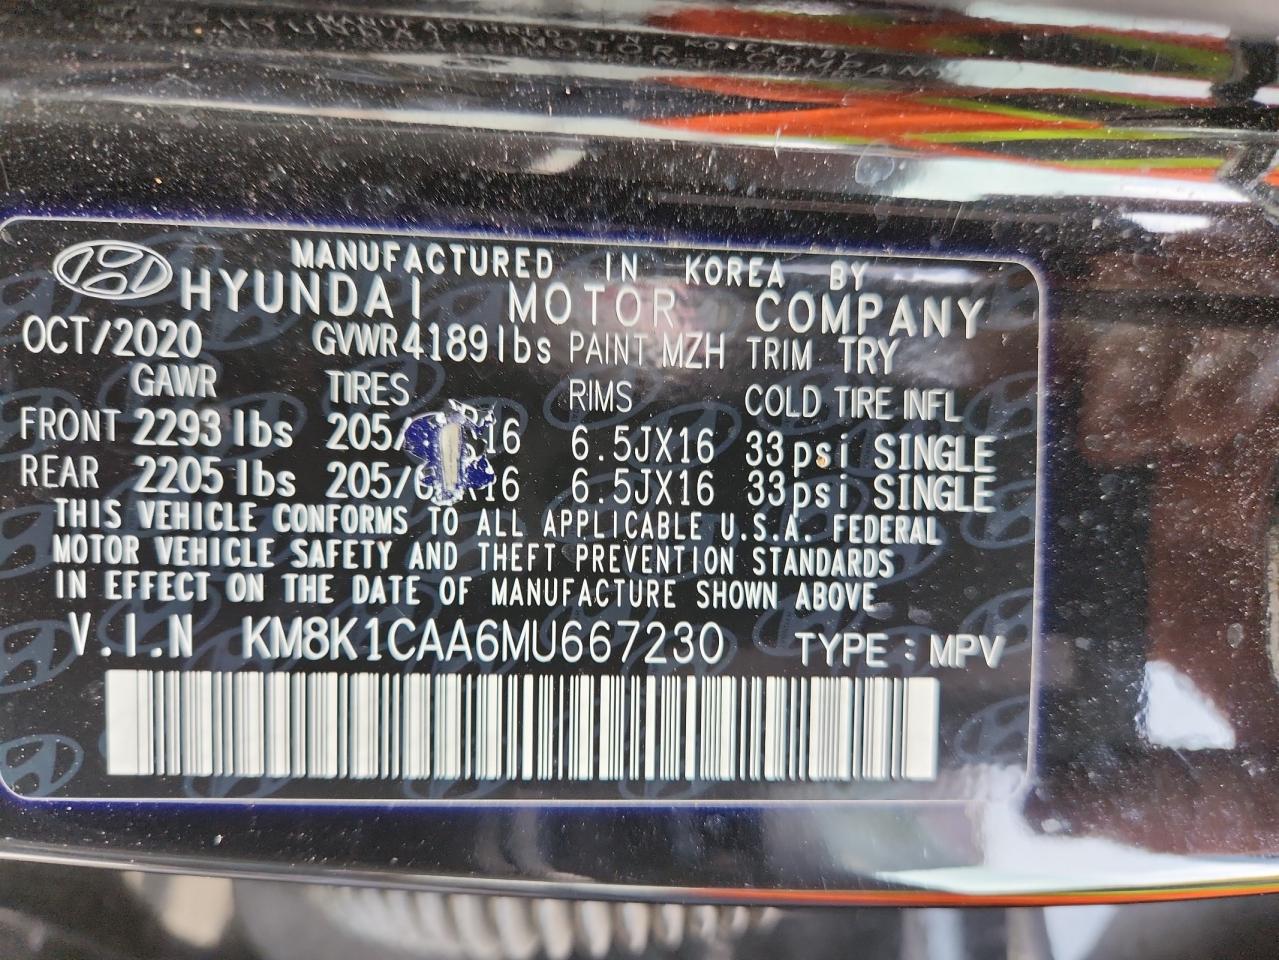 MANUFACTURED IN KOREA BY
HYUNDAI MOTOR COMPANY
OCT/2020 GVWR 4189lbs PAINT MZH TRIM TRY
GAWR TIRES RIMS COLD TIRE INFL
FRONT 2293 lbs 205/ R16 6.5JX16 33psi SINGLE
REAR 2205 lbs 205/6 R16 6.5JX16 33psi SINGLE
THIS VEHICLE CONFORMS TO ALL APPLICABLE U.S.A. FEDERAL
MOTOR VEHICLE SAFETY AND THEFT PREVENTION STANDARDS
IN EFFECT ON THE DATE OF MANUFACTURE SHOWN ABOVE
V.I.N KM8K1CAA6MU667230 TYPE : MPV